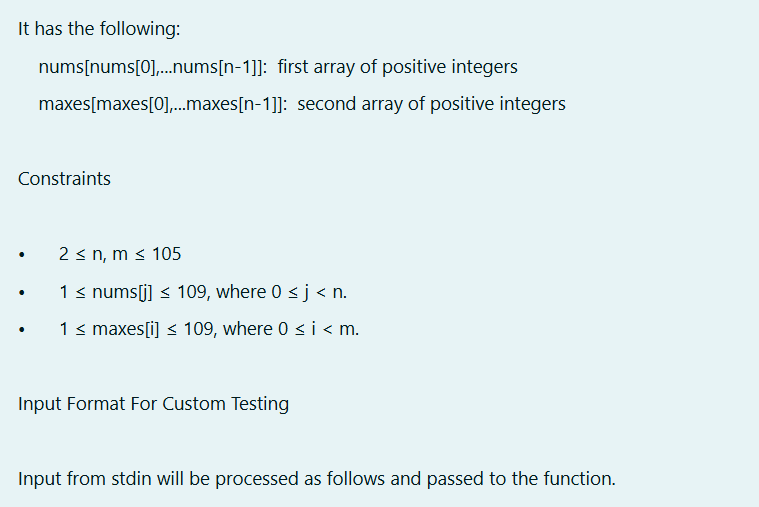 It has the following:
nums[nums[0],...nums[n-1]]: first array of positive integers
maxes[maxes[0],...maxes[n-1]]: second array of positive integers
Constraints
• 2 ≤ n, m ≤ 105
• 1 ≤ nums[j] ≤ 109, where 0 ≤ j < n.
• 1 ≤ maxes[i] ≤ 109, where 0 ≤ i < m.
Input Format For Custom Testing
Input from stdin will be processed as follows and passed to the function.